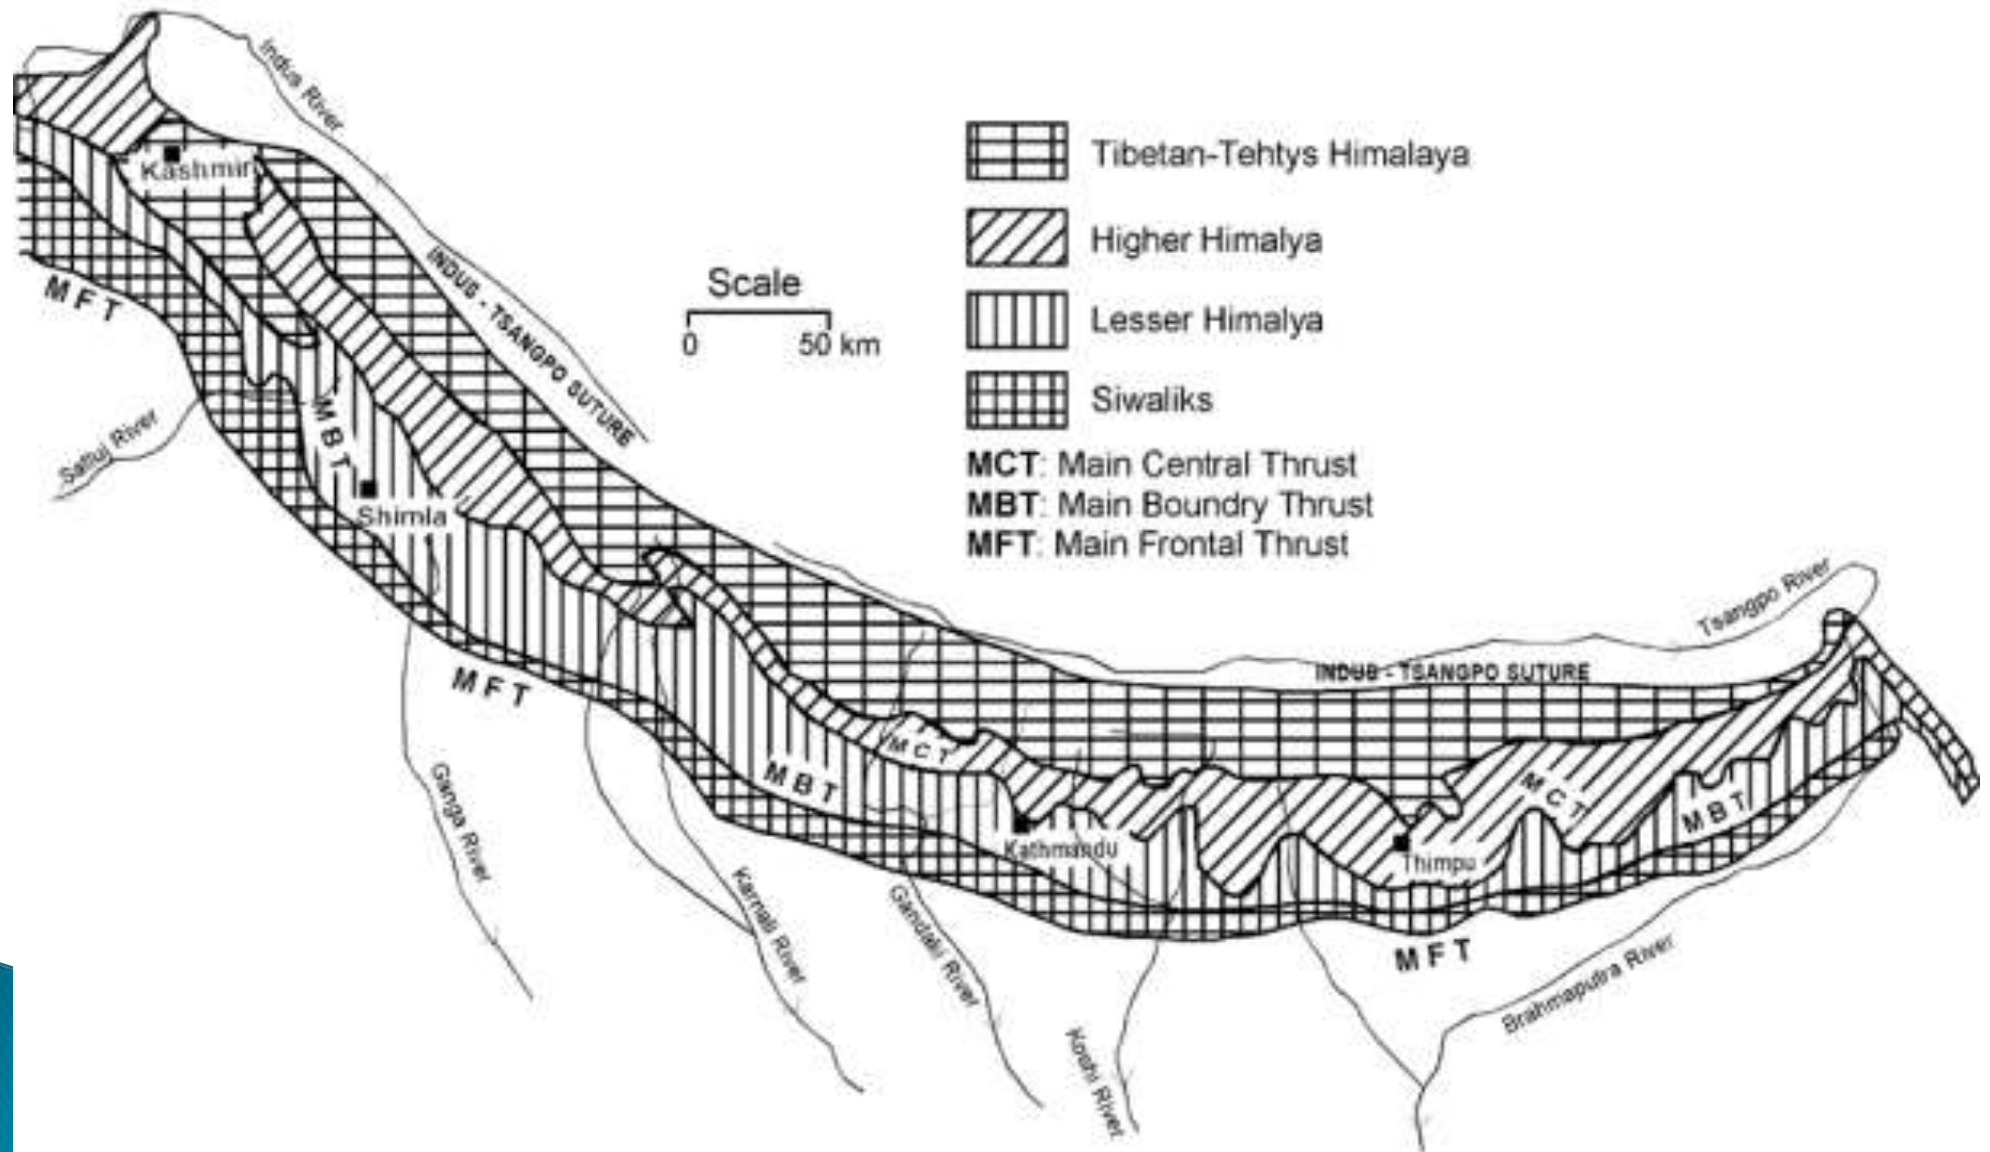 Indus River
Kashmir
MFT
INDUS - TSANGPO SUTURE
Scale
0 50 km
Tibetan-Tehtys Himalaya
Higher Himalya
Lesser Himalya
Siwaliks
MCT: Main Central Thrust
MBT: Main Boundry Thrust
MFT: Main Frontal Thrust
Satluj River
MBT
Shimla
Tsangpo River
INDUS - TSANGPO SUTURE
MFT
MCT
MBT
MCT
MBT
Ganga River
Kathmandu
Thimpu
Karnali River
Gandaki River
MFT
Brahmaputra River
Koshi River